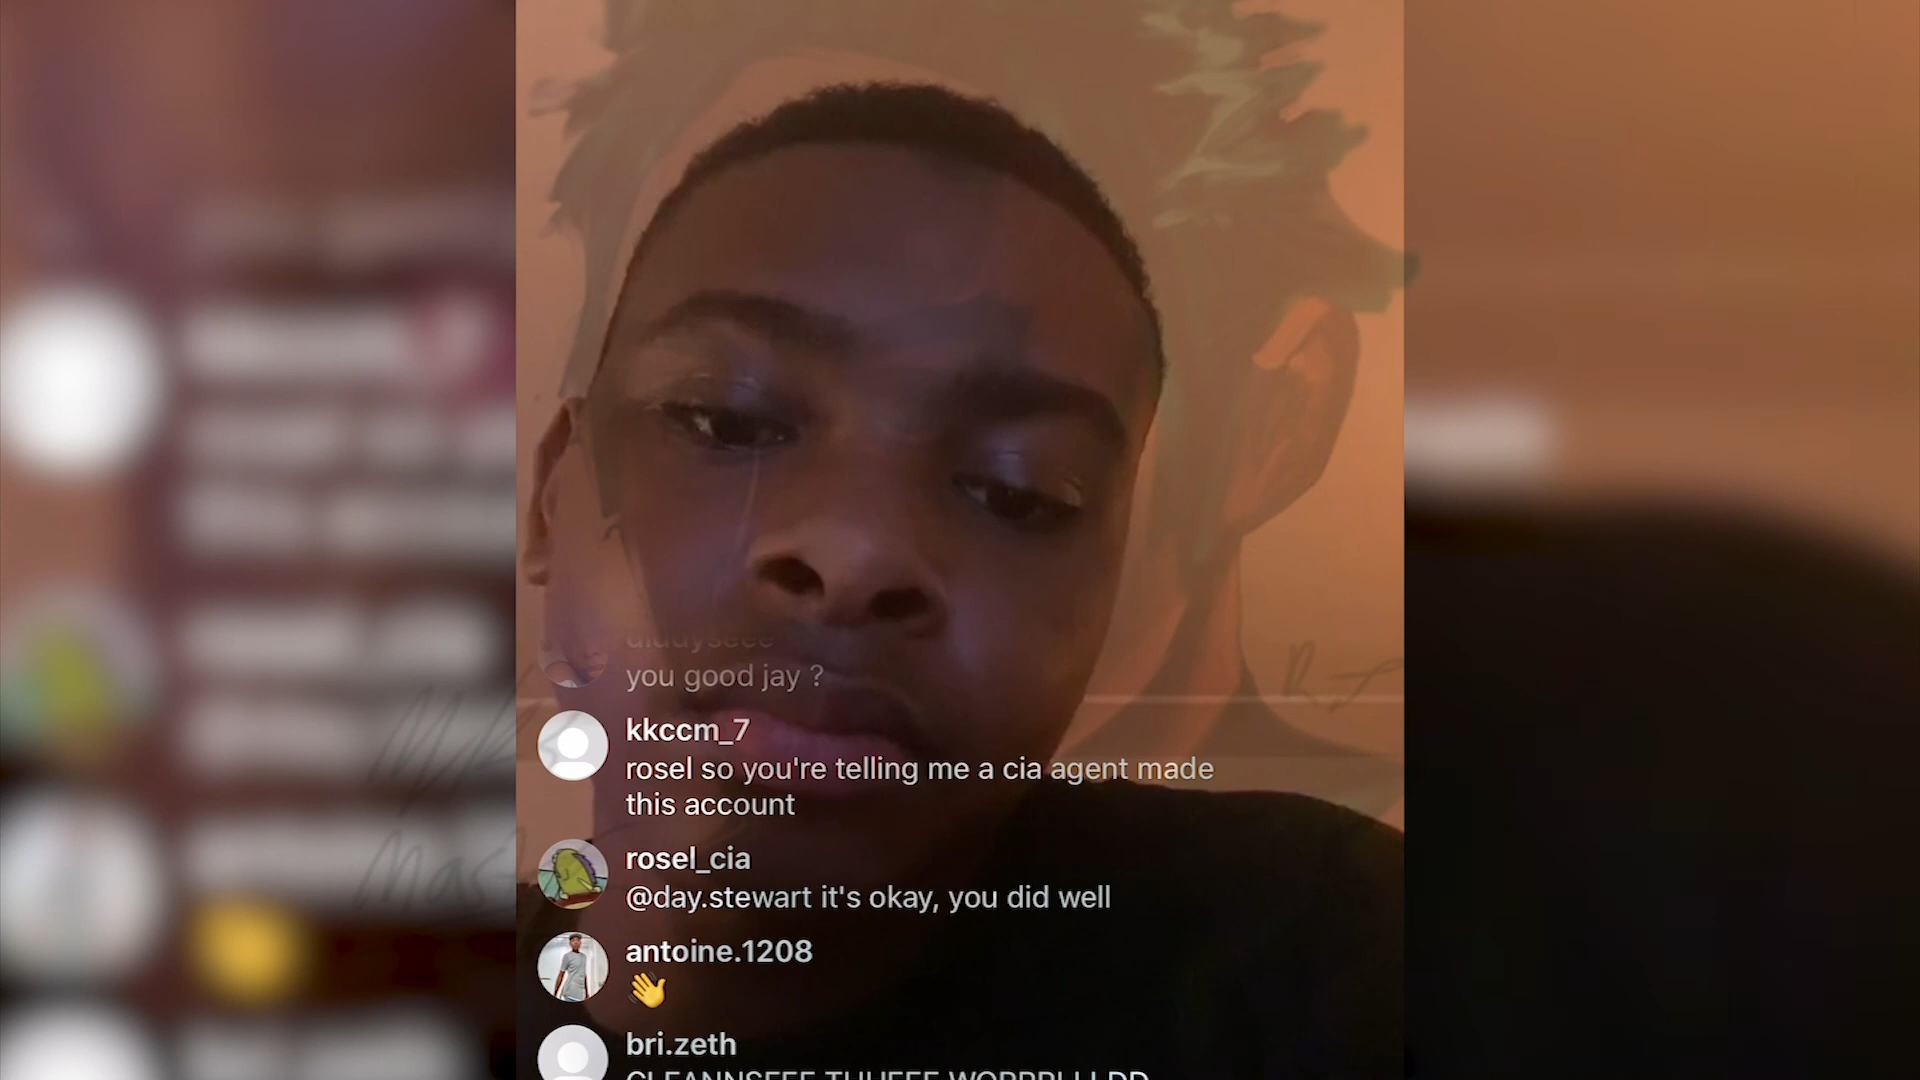 you good jay ?
kkccm_7
rosel so you're telling me a cia agent made
this account
rosel_cia
@day.stewart it's okay, you did well
antoine.1208
👋
bri.zeth